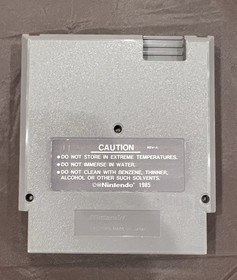 CAUTION
REV-A
•DO NOT STORE IN EXTREME TEMPERATURES.
•DO NOT IMMERSE IN WATER.
•DO NOT CLEAN WITH BENZENE, THINNER,
ALCOHOL OR OTHER SUCH SOLVENTS.
©®Nintendo® 1985